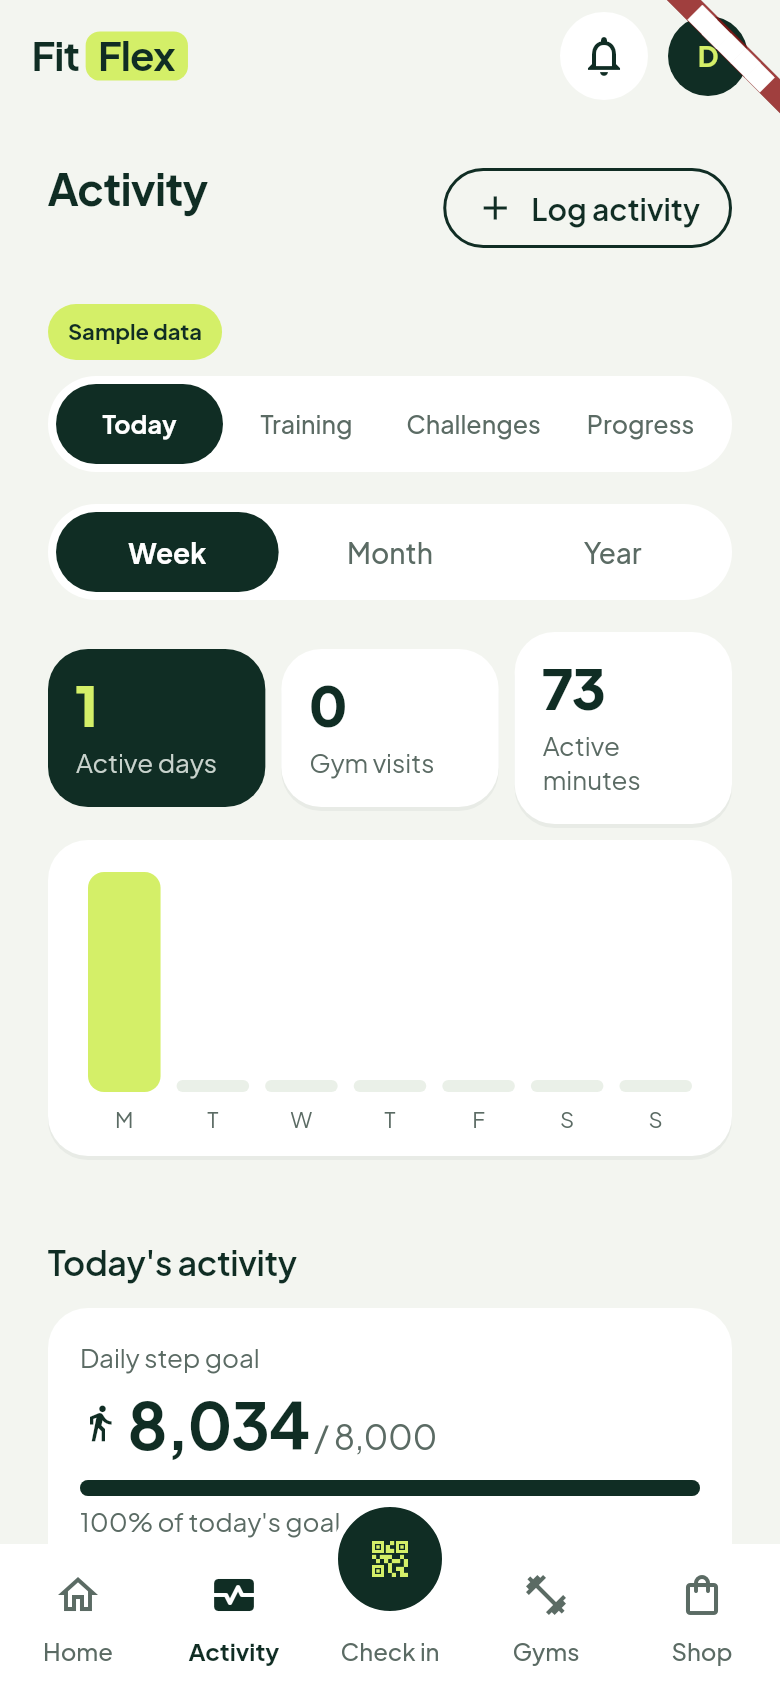 Fit Flex
D
Activity
+ Log activity
Sample data
Today Training Challenges Progress
Week Month Year
1
Active days
0
Gym visits
73
Active
minutes
M T W T F S S
Today's activity
Daily step goal
8,034 / 8,000
100% of today's goal
Home Activity Check in Gyms Shop